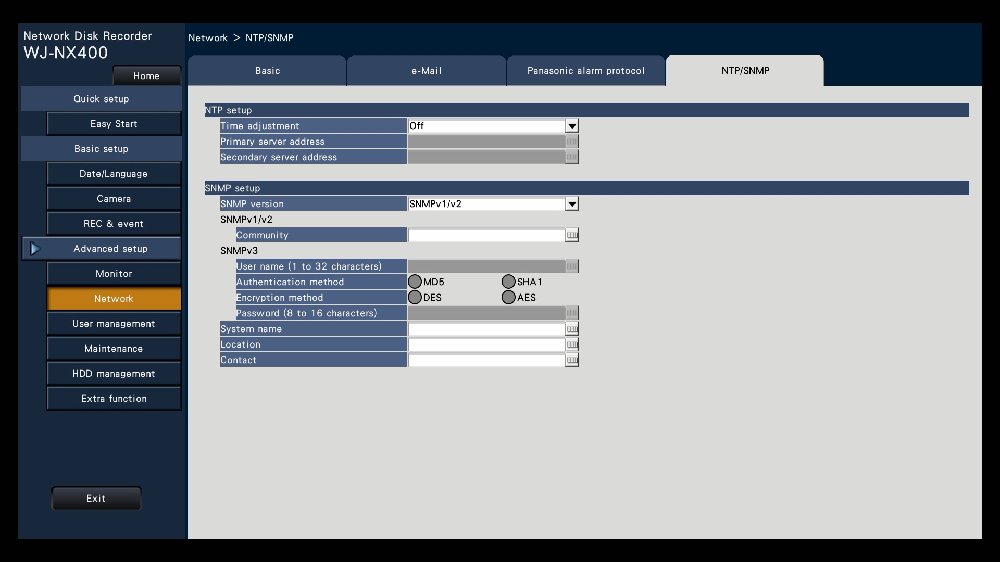 Network Disk Recorder
WJ-NX400
Home
Quick setup
Easy Start
Basic setup
Date/Language
Camera
REC & event
Advanced setup
Monitor
Network
User management
Maintenance
HDD management
Extra function
Exit
Network > NTP/SNMP
Basic
e-Mail
Panasonic alarm protocol
NTP/SNMP
NTP setup
Time adjustment Off
Primary server address
Secondary server address
SNMP setup
SNMP version SNMPv1/v2
SNMPv1/v2
Community
SNMPv3
User name (1 to 32 characters)
Authentication method MD5 SHA1
Encryption method DES AES
Password (8 to 16 characters)
System name
Location
Contact